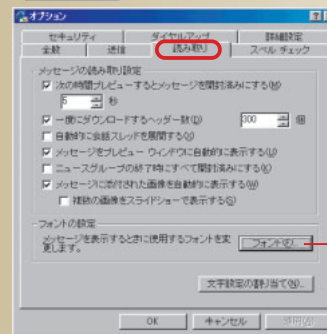 オプション
セキュリティ ダイヤルアップ 詳細設定
全般 送信 読み取り スペル チェック
メッセージの読み取り設定
次の時間プレビューするとメッセージを開封済みにする(M)
5 秒
一度にダウンロードするヘッダー数(D) 300 個
自動的に会話スレッドを展開する(X)
メッセージをプレビュー ウィンドウに自動的に表示する(U)
ニュースグループの終了時にすべて開封済みにする(K)
メッセージに添付された画像を自動的に表示する(W)
複数の画像をスライドショーで表示する(G)
フォントの設定
メッセージを表示するときに使用するフォントを変
更します。
フォント(F)...
文字設定の割り当て(N)...
OK キャンセル 適用(A)